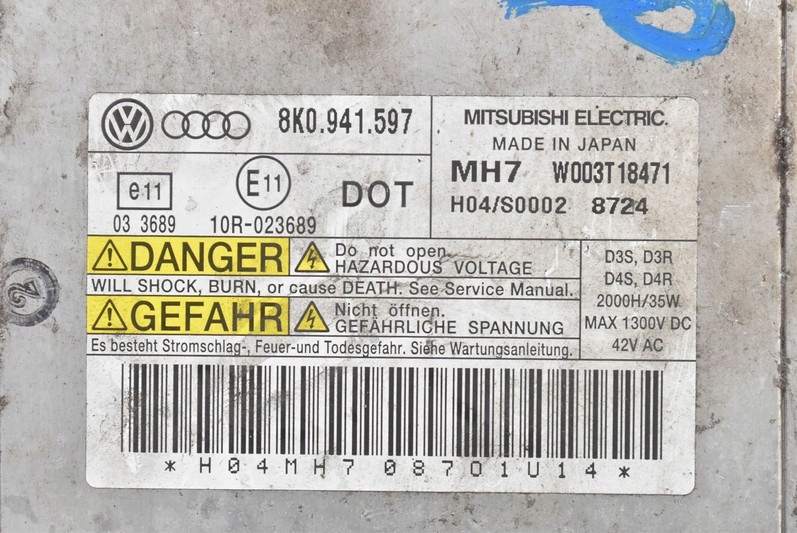 8K0.941.597
MITSUBISHI ELECTRIC.
MADE IN JAPAN
MH7 W003T18471
H04/S0002 8724
e11 E11 DOT
03 3689 10R-023689
DANGER Do not open.
HAZARDOUS VOLTAGE
WILL SHOCK, BURN, or cause DEATH. See Service Manual.
GEFAHR Nicht öffnen.
GEFÄHRLICHE SPANNUNG
Es besteht Stromschlag-, Feuer-und Todesgefahr. Siehe Wartungsanleitung.
D3S, D3R
D4S, D4R
2000H/35W
MAX 1300V DC
42V AC
*H04MH708701U14*